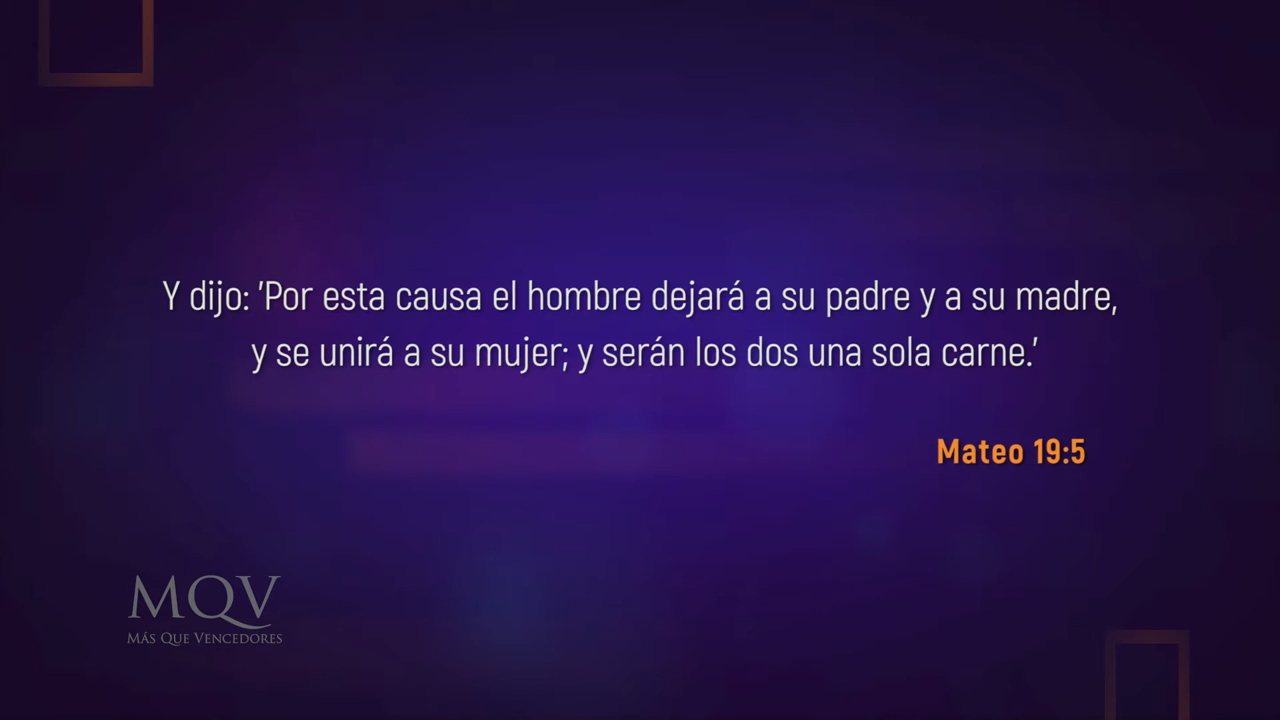 Y dijo: 'Por esta causa el hombre dejará a su padre y a su madre,
y se unirá a su mujer; y serán los dos una sola carne.'
Mateo 19:5
MQV
MÁS QUE VENCEDORES